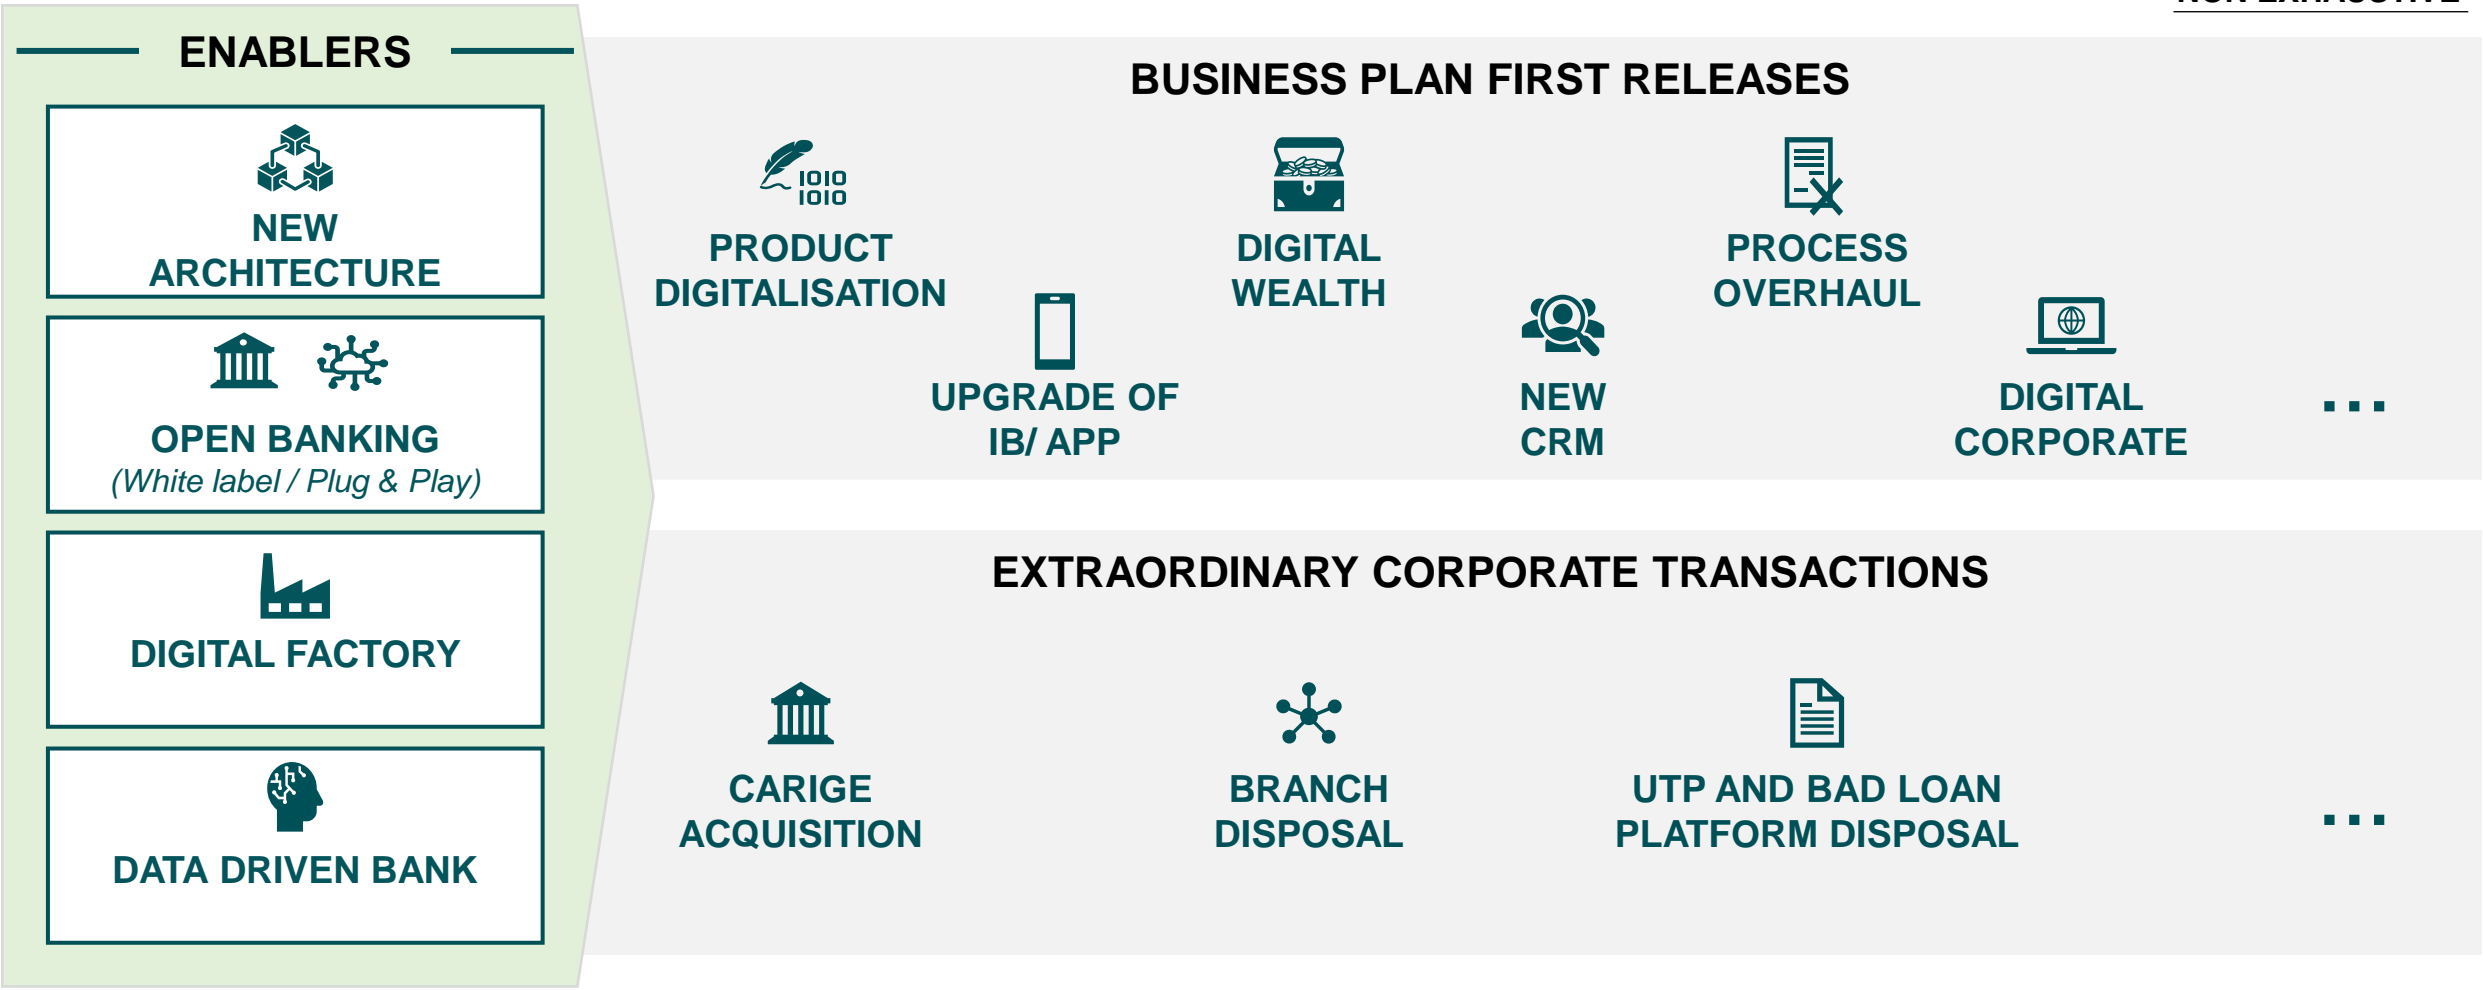 NON EXHAUSTIVE
ENABLERS
NEW
ARCHITECTURE
OPEN BANKING
(White label / Plug & Play)
DIGITAL FACTORY
DATA DRIVEN BANK
BUSINESS PLAN FIRST RELEASES
1010
1010
PRODUCT
DIGITALISATION
UPGRADE OF
IB/ APP
DIGITAL
WEALTH
NEW
CRM
PROCESS
OVERHAUL
DIGITAL
CORPORATE
...
EXTRAORDINARY CORPORATE TRANSACTIONS
CARIGE
ACQUISITION
BRANCH
DISPOSAL
UTP AND BAD LOAN
PLATFORM DISPOSAL
...